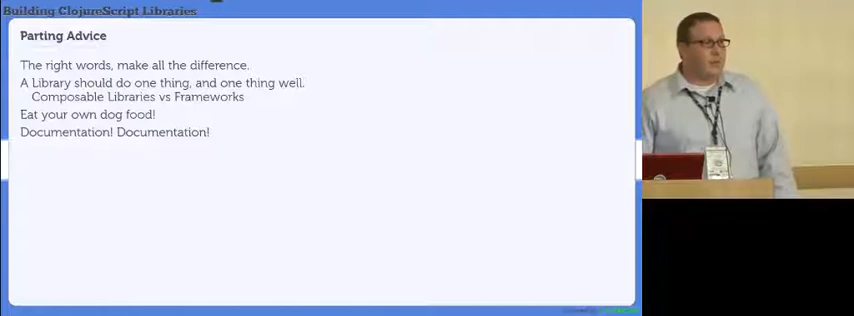 Building ClojureScript Libraries
Parting Advice
The right words, make all the difference.
A Library should do one thing, and one thing well.
Composable Libraries vs Frameworks
Eat your own dog food!
Documentation! Documentation!